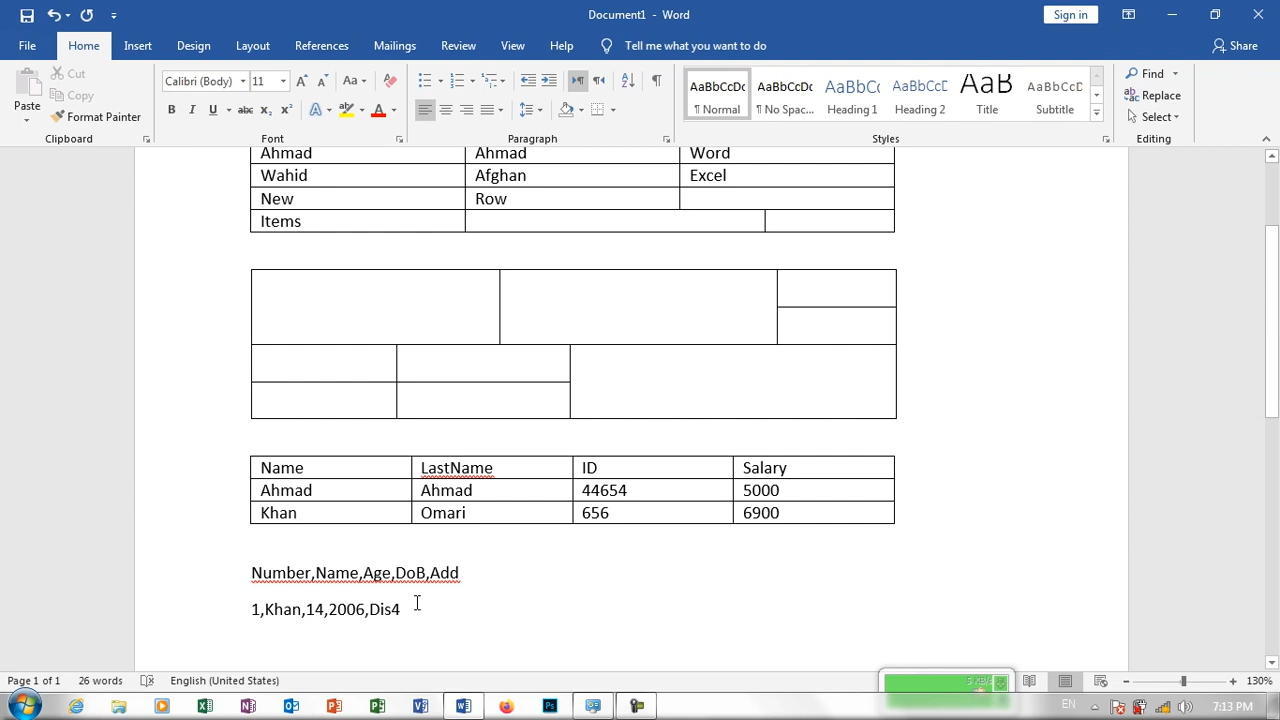 Document1 - Word
Sign in
File Home Insert Design Layout References Mailings Review View Help Tell me what you want to do Share
Paste
Cut
Copy
Format Painter
Clipboard
Calibri (Body) 11
Font
Paragraph
AaBbCcDc AaBbCcDc AaBbCc AaBbCcD AaB AaBbCcD
¶ Normal ¶ No Spac... Heading 1 Heading 2 Title Subtitle
Styles
Find
Replace
Select
Editing
Ahmad Ahmad Word
Wahid Afghan Excel
New Row
Items
Name LastName ID Salary
Ahmad Ahmad 44654 5000
Khan Omari 656 6900
Number,Name,Age,DoB,Add
1,Khan,14,2006,Dis4
Page 1 of 1 26 words English (United States) 130%
EN 7:13 PM